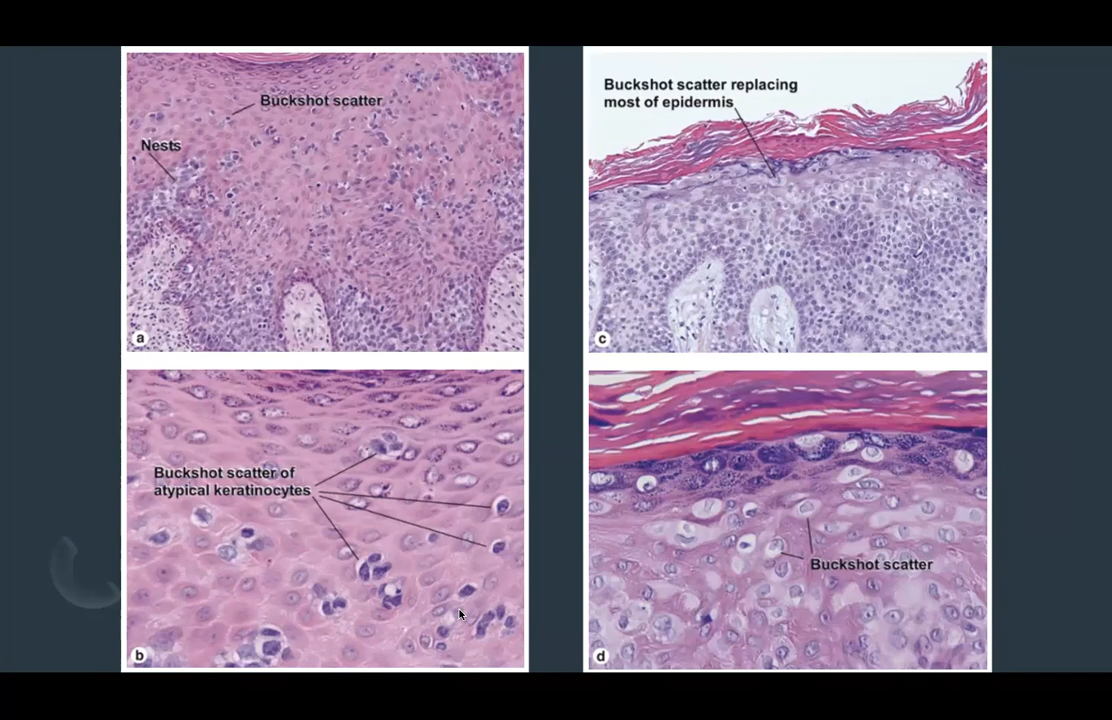 Buckshot scatter
Nests
a
Buckshot scatter replacing
most of epidermis
c
Buckshot scatter of
atypical keratinocytes
b
Buckshot scatter
d